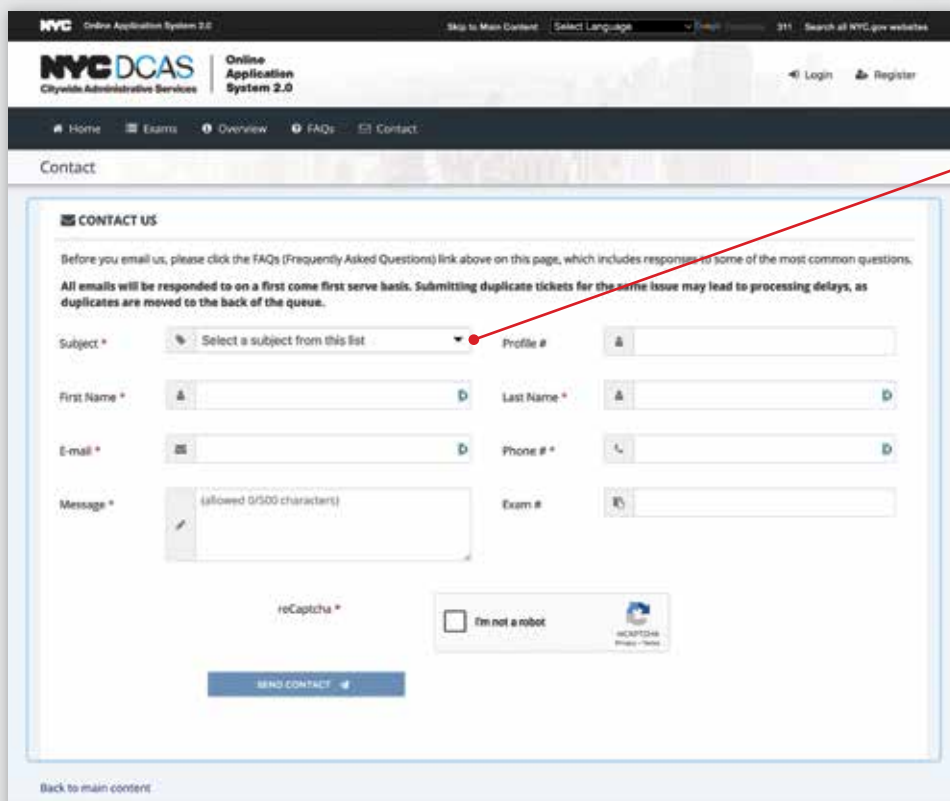 NYC Online Application System 2.0 Skip to Main Content Select Language 311 Search all NYC.gov websites
NYC DCAS
Citywide Administrative Services
Online
Application
System 2.0
Login Register
Home Exams Overview FAQs Contact
Contact
CONTACT US
Before you email us, please click the FAQs (Frequently Asked Questions) link above on this page, which includes responses to some of the most common questions.
All emails will be responded to on a first come first serve basis. Submitting duplicate tickets for the same issue may lead to processing delays, as
duplicates are moved to the back of the queue.
Subject * Select a subject from this list Profile #
First Name * Last Name *
E-mail * Phone # *
Message * (allowed 0/500 characters) Exam #
reCaptcha * I'm not a robot
reCAPTCHA
Privacy - Terms
SEND CONTACT
Back to main content